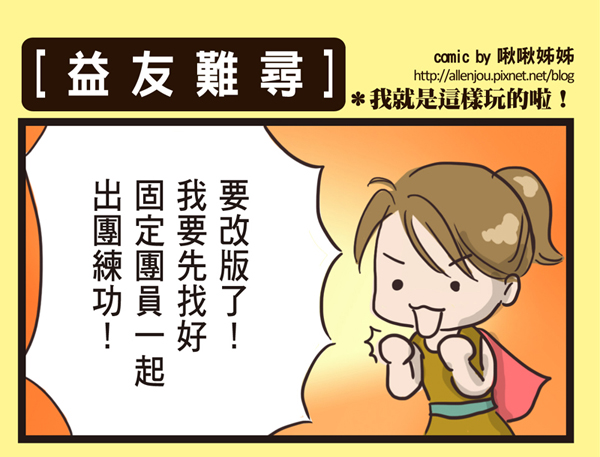 [益友難尋]
comic by 啾啾姊姊
http://allenjou.pixnet.net/blog
＊我就是這樣玩的啦！
要改版了！
我要先找好
固定團員一起
出團練功！